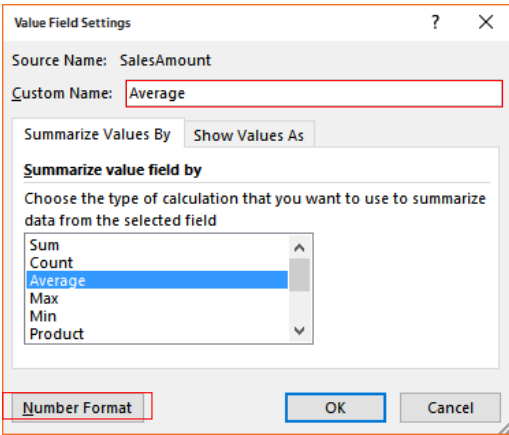 Value Field Settings ?
Source Name: SalesAmount
Custom Name: Average
Summarize Values By Show Values As
Summarize value field by
Choose the type of calculation that you want to use to summarize
data from the selected field
Sum
Count
Average
Max
Min
Product
Number Format OK Cancel